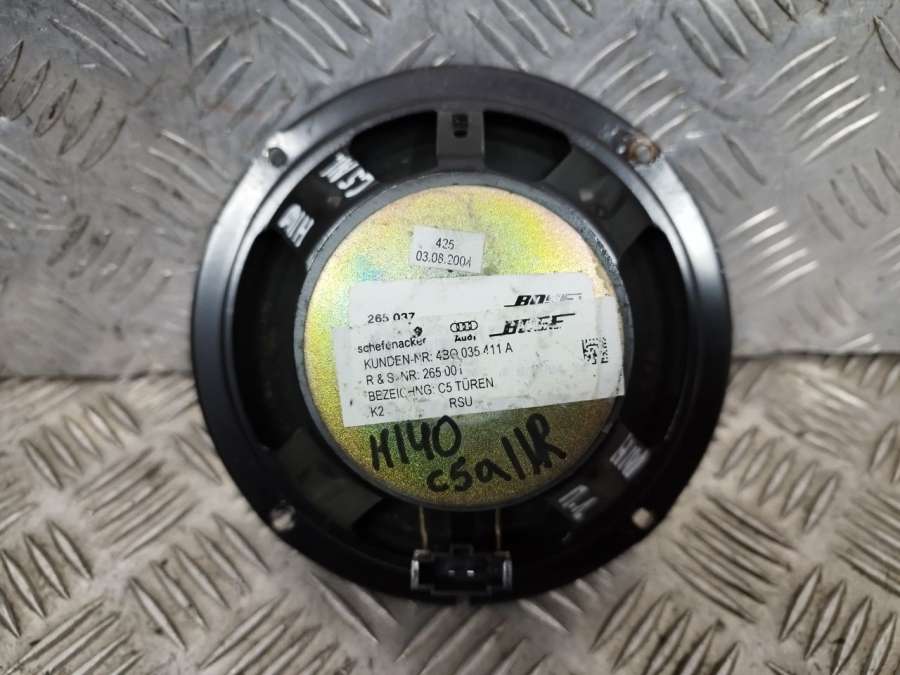 425
03.08.2004
BOSE
265 037
schefenacker Audi BOSE
KUNDEN-NR: 4B0 035 411 A
R & S-NR: 265 001
BEZEICHNG: C5 TÜREN
K2 RSU
H140
c5all R